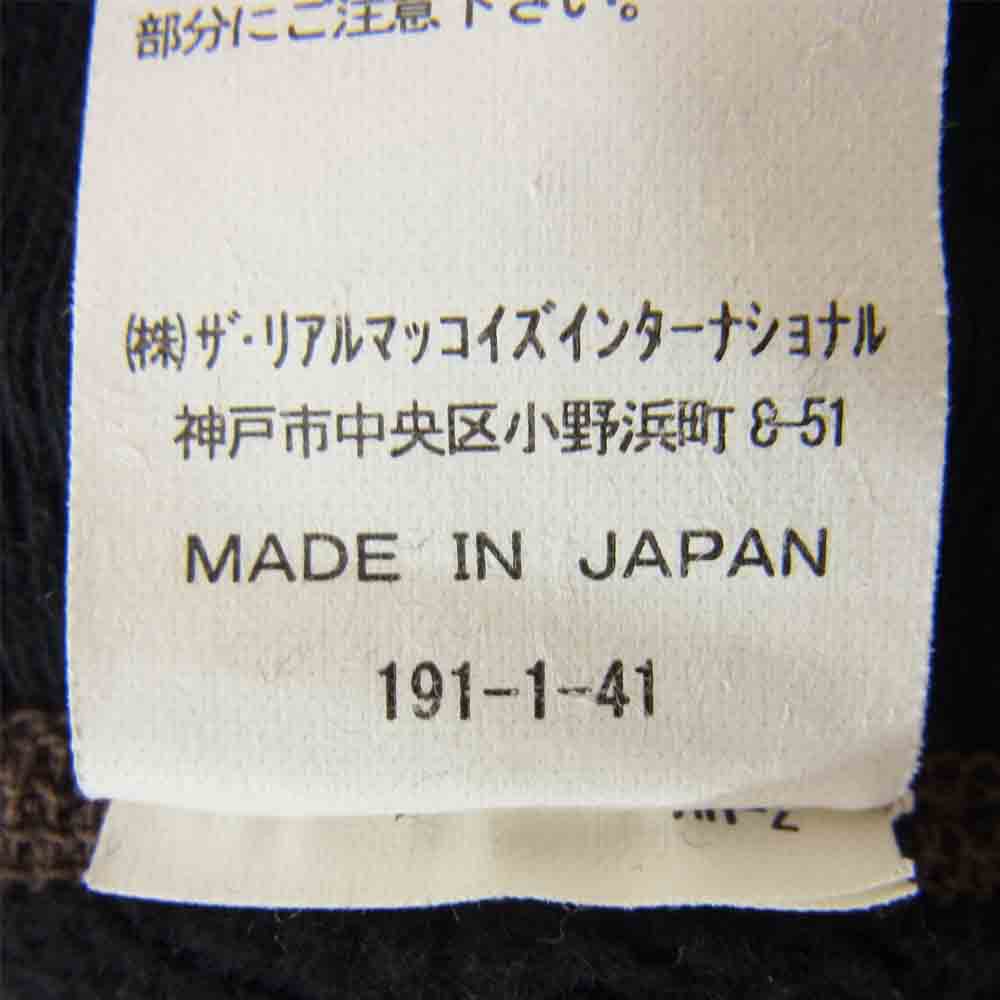 部分にご注意下さい。
(株)ザ・リアルマッコイズインターナショナル
神戸市中央区小野浜町 8-51
MADE IN JAPAN
191-1-41